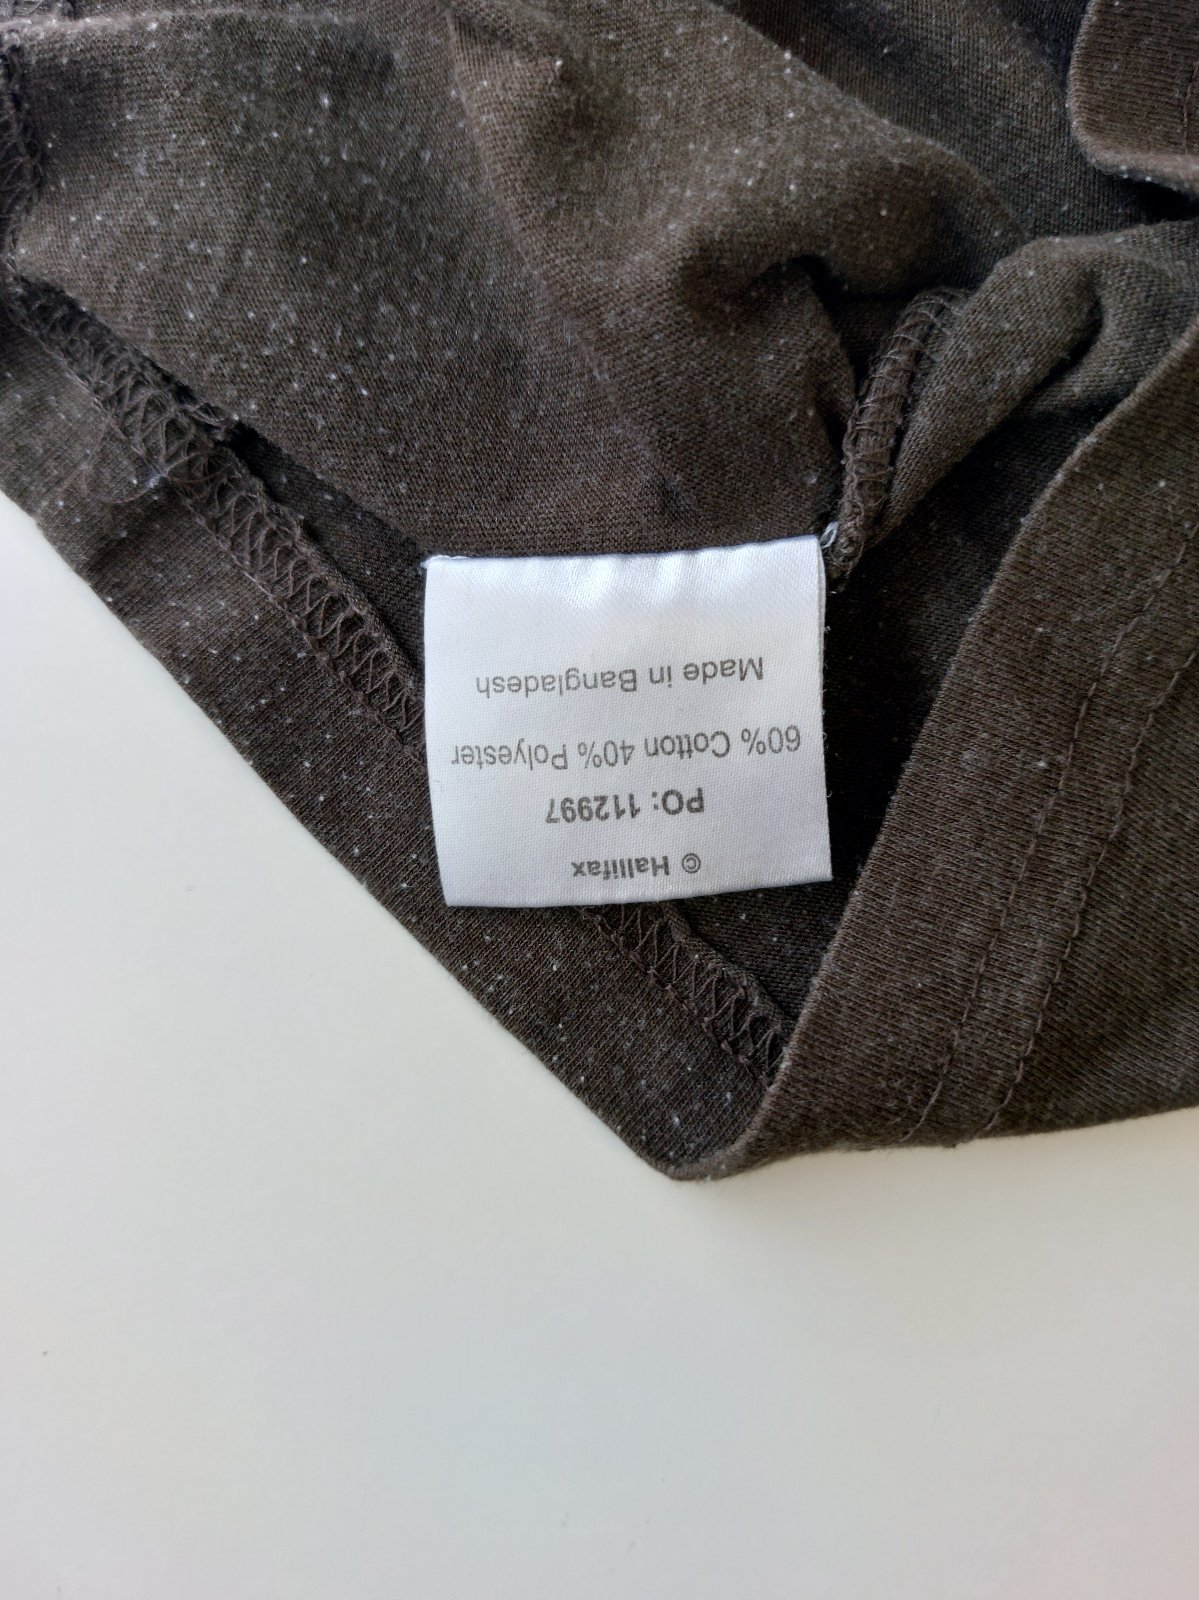 © Hallifax
PO: 112997
60% Cotton 40% Polyester
Made in Bangladesh